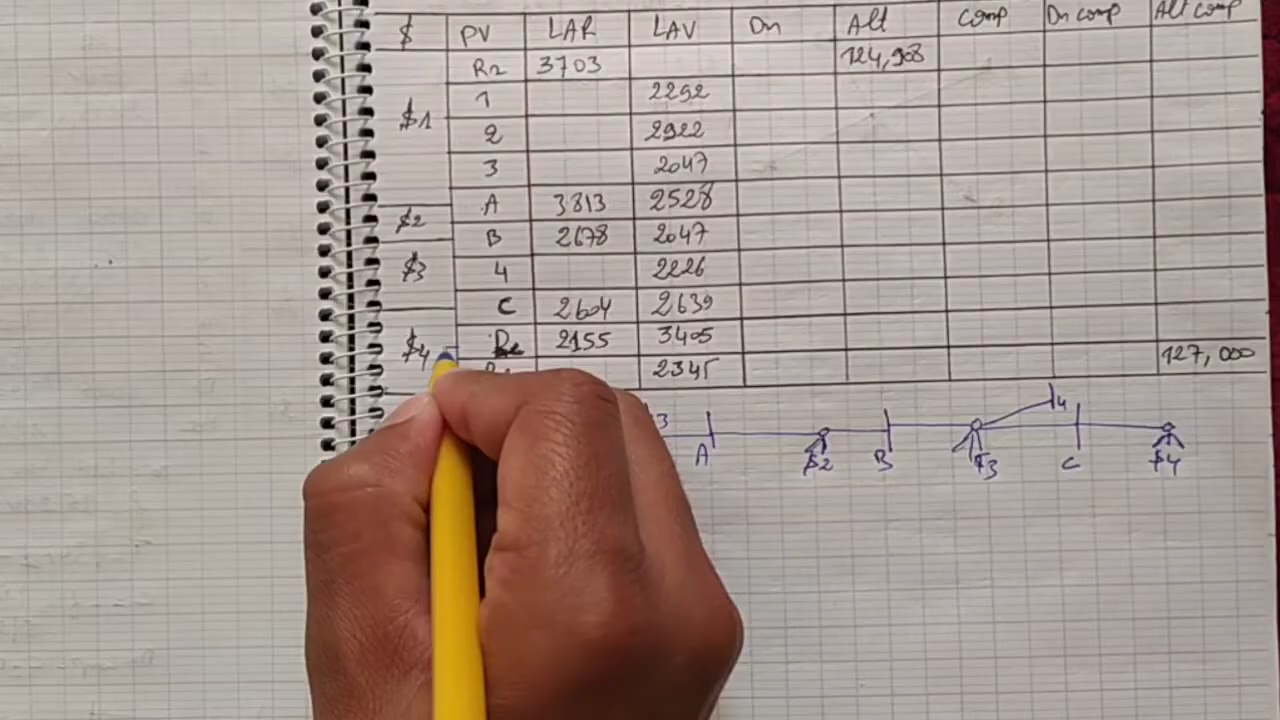 $ PV LAR LAV Dn Alt Comp Dn comp Alt comp
R2 3703 124,908
$1 1 2292
2 2922
3 2047
A 3813 2528
$2 B 2678 2047
$3 4 2226
C 2604 2639
$4 2155 3405
2345 127,000
3 A $2 B $3 4 C $4